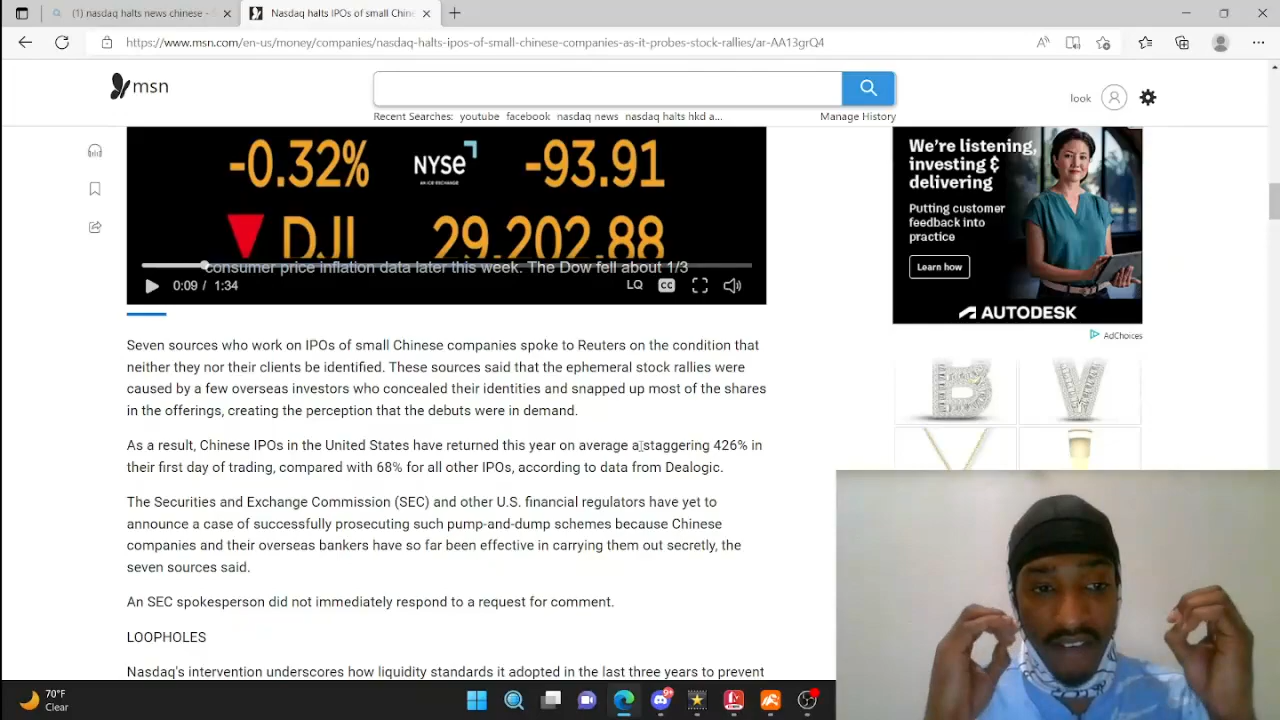 (1) nasdaq halts news chinese -
Nasdaq halts IPOs of small Chin
https://www.msn.com/en-us/money/companies/nasdaq-halts-ipos-of-small-chinese-companies-as-it-probes-stock-rallies/ar-AA13grQ4
msn
look
Recent Searches: youtube facebook nasdaq news nasdaq halts hkd a...
Manage History
-0.32% NYSE -93.91
AN ICE EXCHANGE
DJI 29,202.88
consumer price inflation data later this week. The Dow fell about 1/3
0:09 / 1:34
LQ CC
We're listening,
investing &
delivering
Putting customer
feedback into
practice
Learn how
AUTODESK
AdChoices
B V
Seven sources who work on IPOs of small Chinese companies spoke to Reuters on the condition that
neither they nor their clients be identified. These sources said that the ephemeral stock rallies were
caused by a few overseas investors who concealed their identities and snapped up most of the shares
in the offerings, creating the perception that the debuts were in demand.
As a result, Chinese IPOs in the United States have returned this year on average a staggering 426% in
their first day of trading, compared with 68% for all other IPOs, according to data from Dealogic.
The Securities and Exchange Commission (SEC) and other U.S. financial regulators have yet to
announce a case of successfully prosecuting such pump-and-dump schemes because Chinese
companies and their overseas bankers have so far been effective in carrying them out secretly, the
seven sources said.
An SEC spokesperson did not immediately respond to a request for comment.
LOOPHOLES
Nasdaq's intervention underscores how liquidity standards it adopted in the last three years to prevent
70°F
Clear